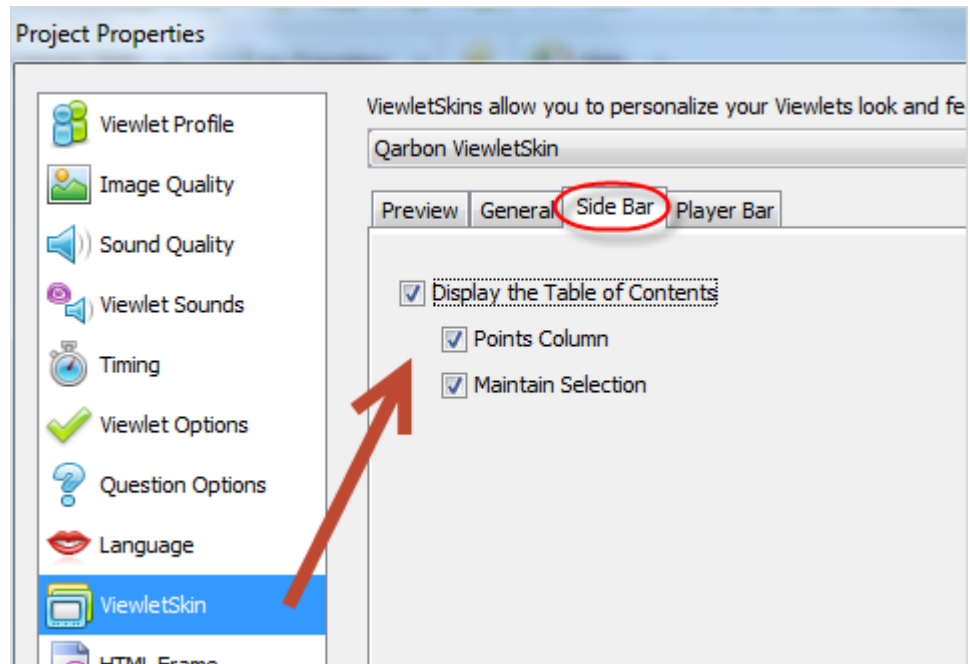 Project Properties
Viewlet Profile
Image Quality
Sound Quality
Viewlet Sounds
Timing
Viewlet Options
Question Options
Language
ViewletSkin
HTML Frame
ViewletSkins allow you to personalize your Viewlets look and fe
Qarbon ViewletSkin
Preview General Side Bar Player Bar
Display the Table of Contents
Points Column
Maintain Selection